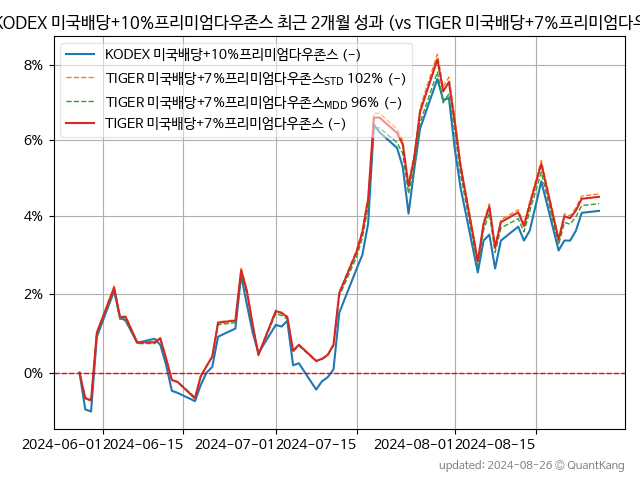 KODEX 미국배당+10%프리미엄다우존스 최근 2개월 성과 (vs TIGER 미국배당+7%프리미엄다우
KODEX 미국배당+10%프리미엄다우존스 (−)
TIGER 미국배당+7%프리미엄다우존스STD 102% (−)
TIGER 미국배당+7%프리미엄다우존스MDD 96% (−)
TIGER 미국배당+7%프리미엄다우존스 (−)
8%
6%
4%
2%
0%
2024−06−01 2024−06−15 2024−07−01 2024−07−15 2024−08−01 2024−08−15
updated: 2024-08-26 © QuantKang